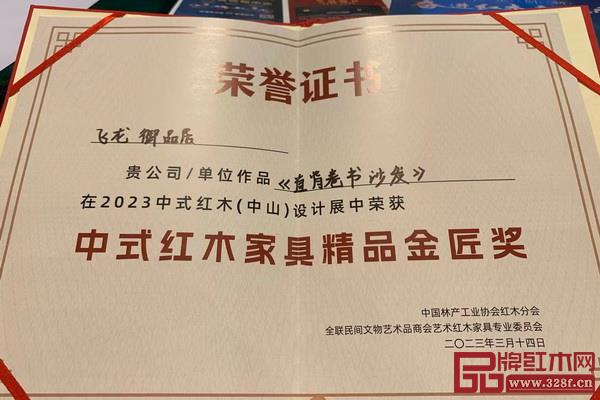 荣誉证书
飞龙 御品居
贵公司/单位作品《直背卷书沙发》
在2023中式红木(中山)设计展中荣获
中式红木家具精品金匠奖
中国林产工业协会红木分会
全联民间文物艺术品商会艺术红木家具专业委员会
二〇二三年三月十四日
品牌红木网
www.328f.cn